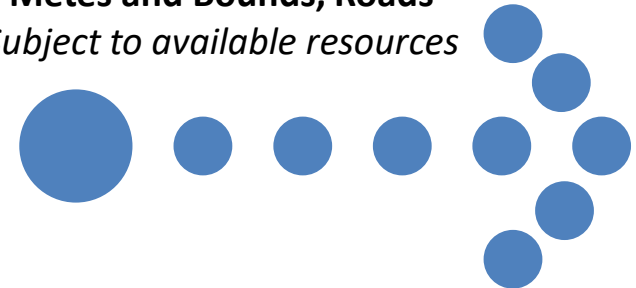 Metes and Bounds, Roads
Subject to available resources